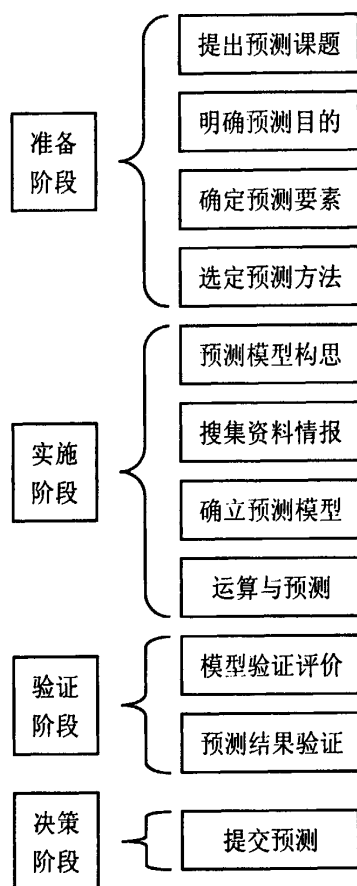 准备
阶段
提出预测课题
明确预测目的
确定预测要素
选定预测方法
实施
阶段
预测模型构思
搜集资料情报
确立预测模型
运算与预测
验证
阶段
模型验证评价
预测结果验证
决策
阶段
提交预测